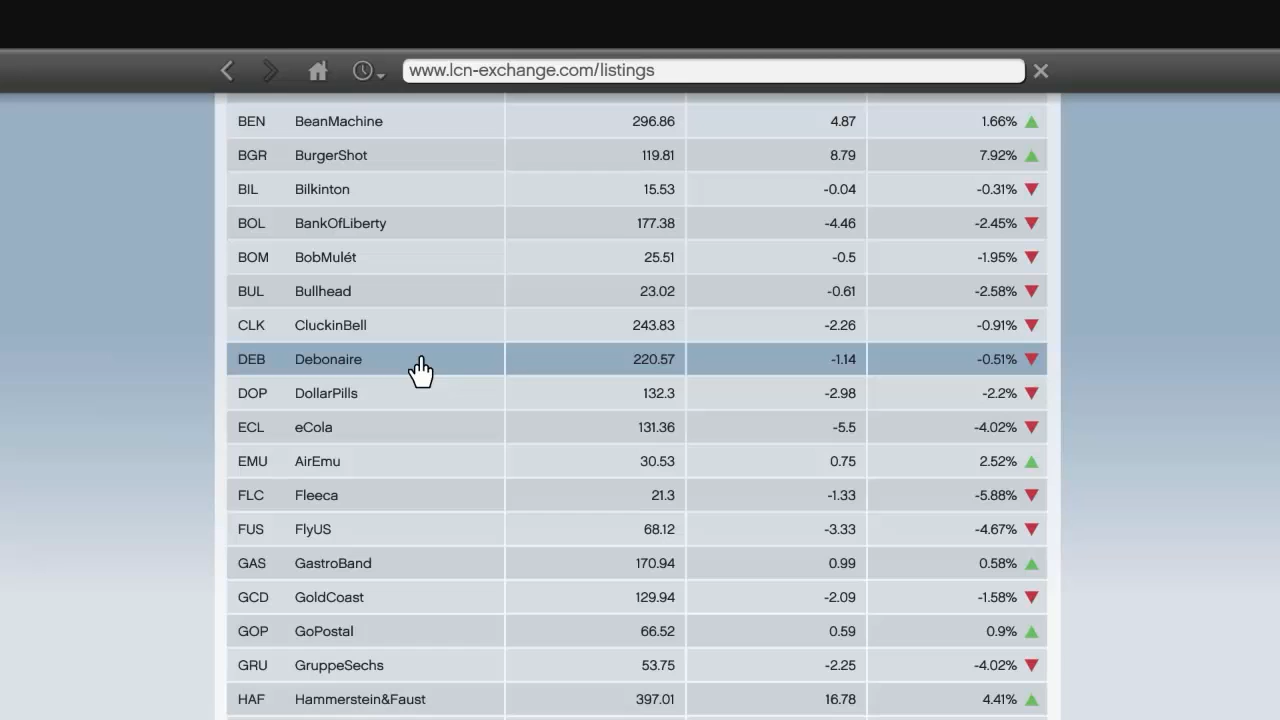 www.lcn-exchange.com/listings
BEN BeanMachine 296.86 4.87 1.66%
BGR BurgerShot 119.81 8.79 7.92%
BIL Bilkinton 15.53 -0.04 -0.31%
BOL BankOfLiberty 177.38 -4.46 -2.45%
BOM BobMulét 25.51 -0.5 -1.95%
BUL Bullhead 23.02 -0.61 -2.58%
CLK CluckinBell 243.83 -2.26 -0.91%
DEB Debonaire 220.57 -1.14 -0.51%
DOP DollarPills 132.3 -2.98 -2.2%
ECL eCola 131.36 -5.5 -4.02%
EMU AirEmu 30.53 0.75 2.52%
FLC Fleeca 21.3 -1.33 -5.88%
FUS FlyUS 68.12 -3.33 -4.67%
GAS GastroBand 170.94 0.99 0.58%
GCD GoldCoast 129.94 -2.09 -1.58%
GOP GoPostal 66.52 0.59 0.9%
GRU GruppeSechs 53.75 -2.25 -4.02%
HAF Hammerstein&Faust 397.01 16.78 4.41%